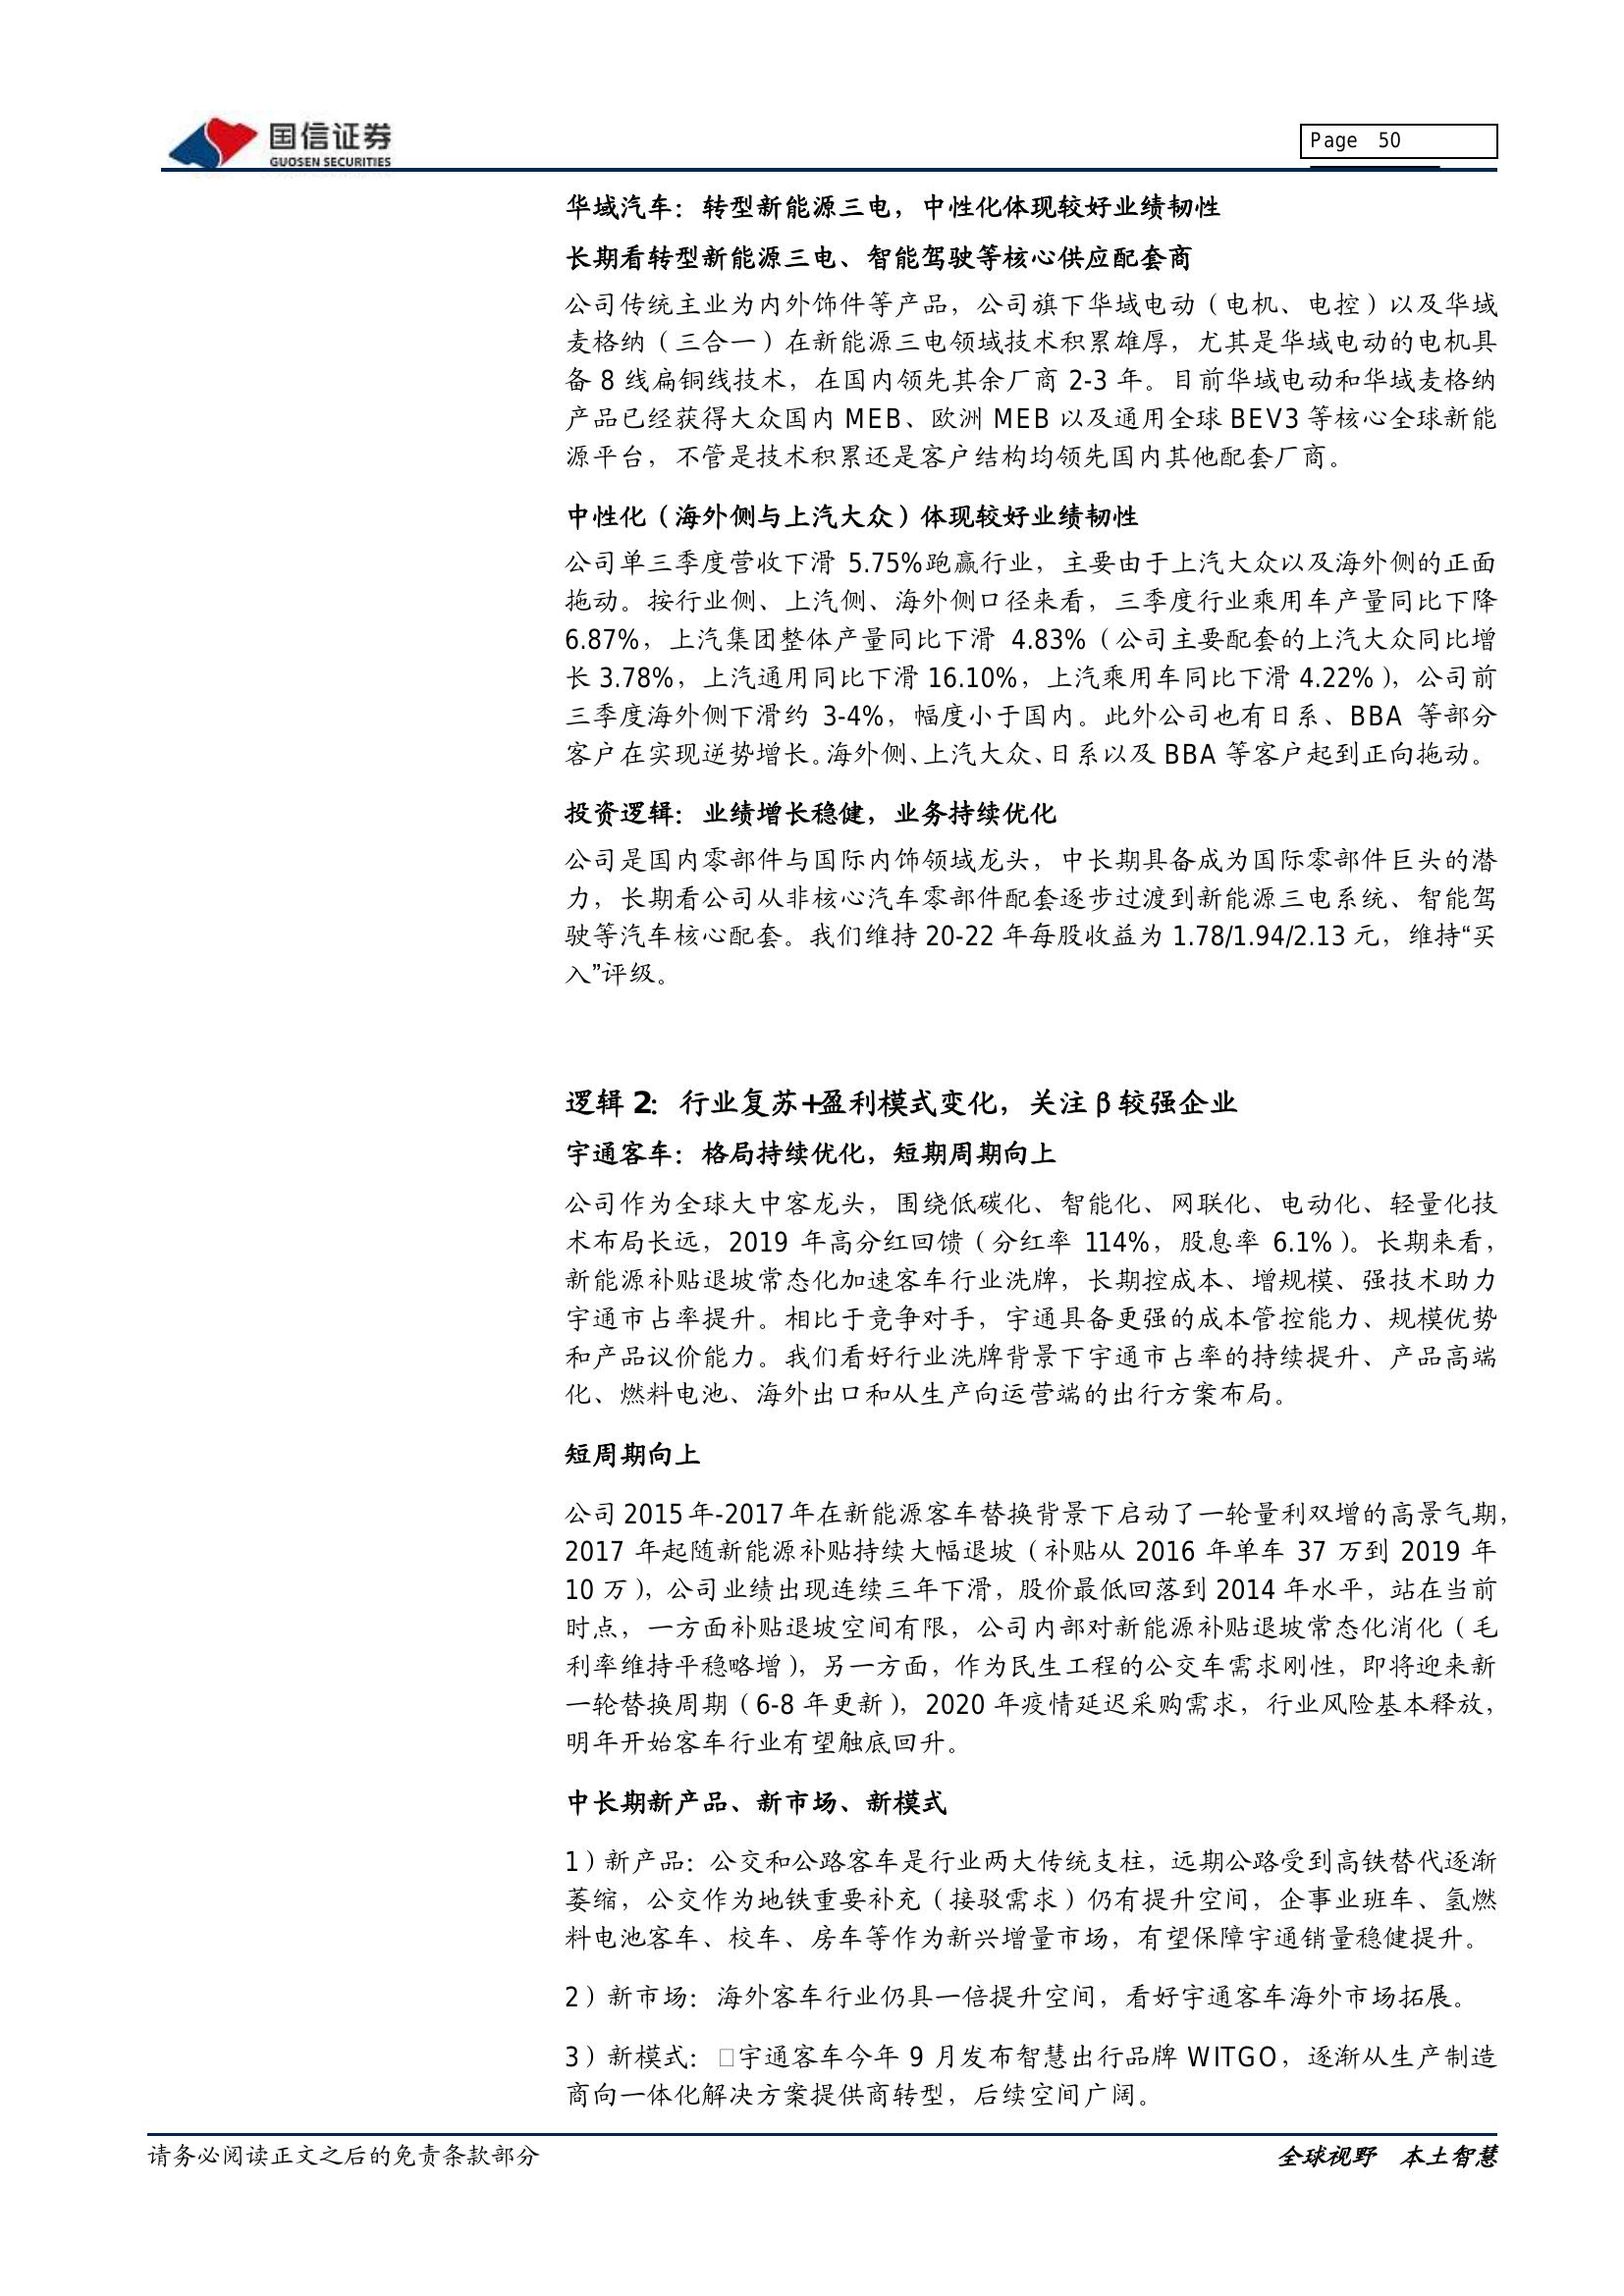 国信证券
GUOSEN SECURITIES
Page 50
华域汽车：转型新能源三电，中性化体现较好业绩韧性
长期看转型新能源三电、智能驾驶等核心供应配套商
公司传统主业为内外饰件等产品，公司旗下华域电动（电机、电控）以及华域
麦格纳（三合一）在新能源三电领域技术积累雄厚，尤其是华域电动的电机具
备 8 线扁铜线技术，在国内领先其余厂商 2-3 年。目前华域电动和华域麦格纳
产品已经获得大众国内 MEB、欧洲 MEB 以及通用全球 BEV3 等核心全球新能
源平台，不管是技术积累还是客户结构均领先国内其他配套厂商。
中性化（海外侧与上汽大众）体现较好业绩韧性
公司单三季度营收下滑 5.75%跑赢行业，主要由于上汽大众以及海外侧的正面
拖动。按行业侧、上汽侧、海外侧口径来看，三季度行业乘用车产量同比下降
6.87%，上汽集团整体产量同比下滑 4.83%（公司主要配套的上汽大众同比增
长 3.78%，上汽通用同比下滑 16.10%，上汽乘用车同比下滑 4.22%），公司前
三季度海外侧下滑约 3-4%，幅度小于国内。此外公司也有日系、BBA 等部分
客户在实现逆势增长。海外侧、上汽大众、日系以及 BBA 等客户起到正向拖动。
投资逻辑：业绩增长稳健，业务持续优化
公司是国内零部件与国际内饰领域龙头，中长期具备成为国际零部件巨头的潜
力，长期看公司从非核心汽车零部件配套逐步过渡到新能源三电系统、智能驾
驶等汽车核心配套。我们维持 20-22 年每股收益为 1.78/1.94/2.13 元，维持“买
入”评级。
逻辑 2：行业复苏+盈利模式变化，关注 β 较强企业
宇通客车：格局持续优化，短期周期向上
公司作为全球大中客龙头，围绕低碳化、智能化、网联化、电动化、轻量化技
术布局长远，2019 年高分红回馈（分红率 114%，股息率 6.1%）。长期来看，
新能源补贴退坡常态化加速客车行业洗牌，长期控成本、增规模、强技术助力
宇通市占率提升。相比于竞争对手，宇通具备更强的成本管控能力、规模优势
和产品议价能力。我们看好行业洗牌背景下宇通市占率的持续提升、产品高端
化、燃料电池、海外出口和从生产向运营端的出行方案布局。
短周期向上
公司 2015 年-2017 年在新能源客车替换背景下启动了一轮量利双增的高景气期，
2017 年起随新能源补贴持续大幅退坡（补贴从 2016 年单车 37 万到 2019 年
10 万），公司业绩出现连续三年下滑，股价最低回落到 2014 年水平，站在当前
时点，一方面补贴退坡空间有限，公司内部对新能源补贴退坡常态化消化（毛
利率维持平稳略增），另一方面，作为民生工程的公交车需求刚性，即将迎来新
一轮替换周期（6-8 年更新），2020 年疫情延迟采购需求，行业风险基本释放，
明年开始客车行业有望触底回升。
中长期新产品、新市场、新模式
1）新产品：公交和公路客车是行业两大传统支柱，远期公路受到高铁替代逐渐
萎缩，公交作为地铁重要补充（接驳需求）仍有提升空间，企事业班车、氢燃
料电池客车、校车、房车等作为新兴增量市场，有望保障宇通销量稳健提升。
2）新市场：海外客车行业仍具一倍提升空间，看好宇通客车海外市场拓展。
3）新模式：□宇通客车今年 9 月发布智慧出行品牌 WITGO，逐渐从生产制造
商向一体化解决方案提供商转型，后续空间广阔。
请务必阅读正文之后的免责条款部分
全球视野 本土智慧